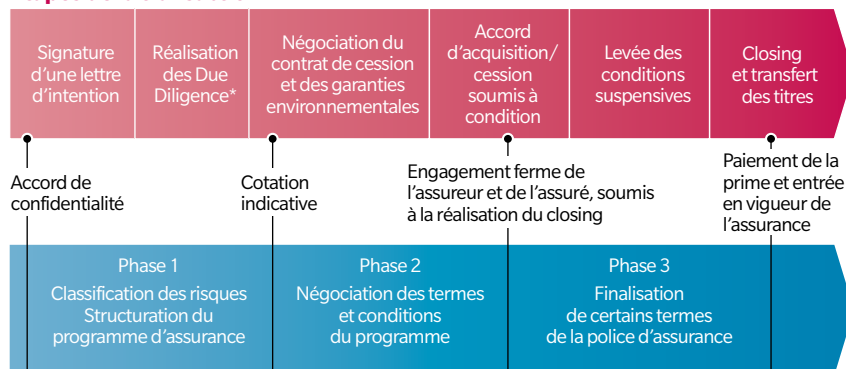 Signature
d'une lettre
d'intention
Réalisation
des Due
Diligence*
Négociation du
contrat de cession
et des garanties
environnementales
Accord
d'acquisition/
cession
soumis à
condition
Levée des
conditions
suspensives
Closing
et transfert
des titres
Accord de
confidentialité
Cotation
indicative
Engagement ferme de
l'assureur et de l'assuré, soumis
à la réalisation du closing
Paiement de la
prime et entrée
en vigueur de
l'assurance
Phase 1
Classification des risques
Structuration du
programme d'assurance
Phase 2
Négociation des termes
et conditions
du programme
Phase 3
Finalisation
de certains termes
de la police d'assurance